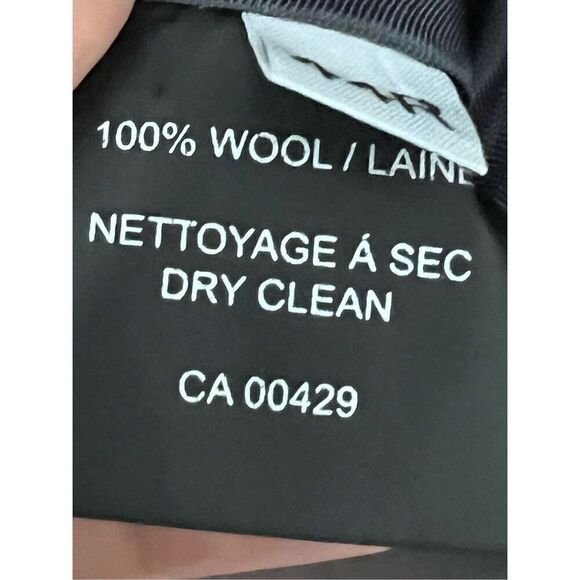 100% WOOL / LAINE
NETTOYAGE Á SEC
DRY CLEAN
CA 00429